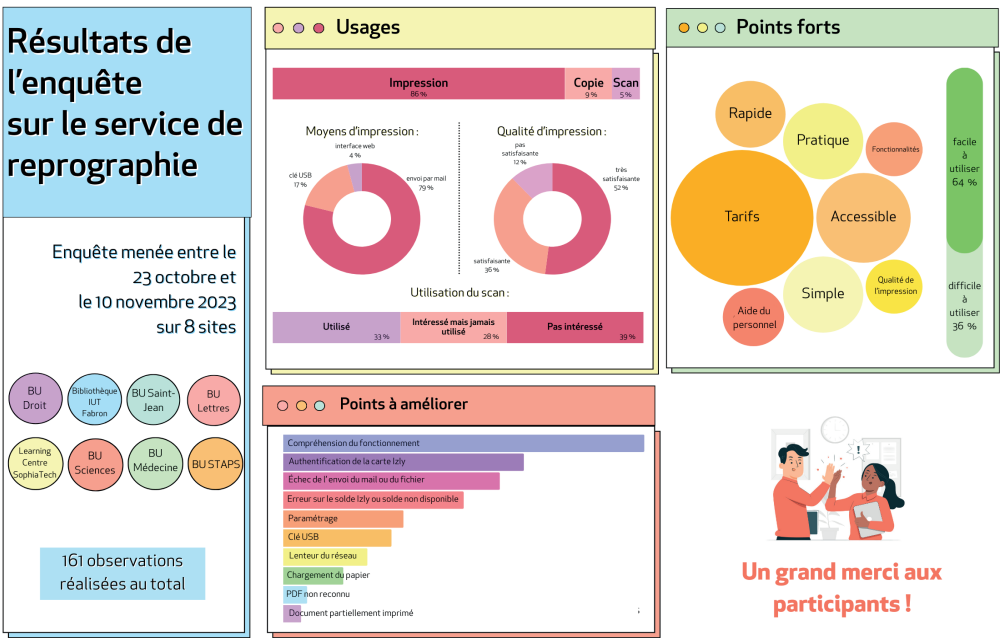 Résultats de
l'enquête
sur le service de
reprographie
Enquête menée entre le
23 octobre et
le 10 novembre 2023
sur 8 sites
BU
Droit
Bibliothèque
IUT
Fabron
BU Saint-
Jean
BU
Lettres
Learning
Centre
SophiaTech
BU
Sciences
BU
Médecine
BU STAPS
161 observations
réalisées au total
Usages
Impression
86 %
Copie
9 %
Scan
5 %
Moyens d'impression :
interface web
4 %
clé USB
17 %
envoi par mail
79 %
Qualité d'impression :
pas
satisfaisante
12 %
très
satisfaisante
52 %
satisfaisante
36 %
Utilisation du scan :
Utilisé
33 %
Intéressé mais jamais
utilisé
28 %
Pas intéressé
39 %
Points forts
Rapide
Pratique
Fonctionnalités
Tarifs
Accessible
Simple
Qualité de
l'impression
Aide du
personnel
facile
à
utiliser
64 %
difficile
à
utiliser
36 %
Points à améliorer
Compréhension du fonctionnement
Authentification de la carte Izly
Échec de l'envoi du mail ou du fichier
Erreur sur le solde Izly ou solde non disponible
Paramétrage
Clé USB
Lenteur du réseau
Chargement du papier
PDF non reconnu
Document partiellement imprimé
;
!
Un grand merci aux
participants !